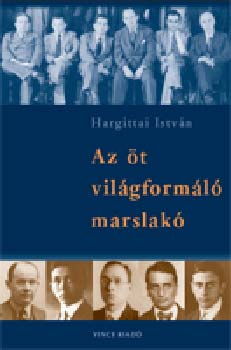 Hargittai István
Az öt
világformáló
marslakó
VINCE KIADÓ